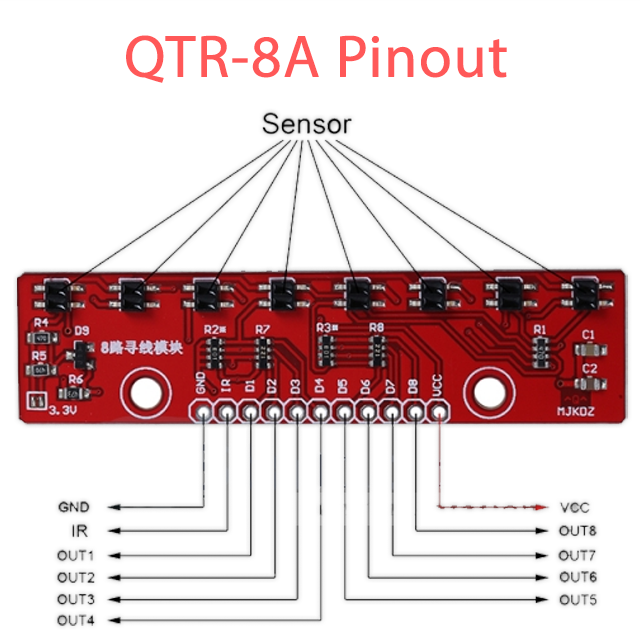 QTR-8A Pinout
Sensor
R4
D9
R5
R6
3.3V
8路寻线模块
R2
R7
R3
R8
R1
C1
C2
MJKDZ
GND
IR
D1
D2
D3
D4
D5
D6
D7
D8
VCC
GND
IR
OUT1
OUT2
OUT3
OUT4
VCC
OUT8
OUT7
OUT6
OUT5